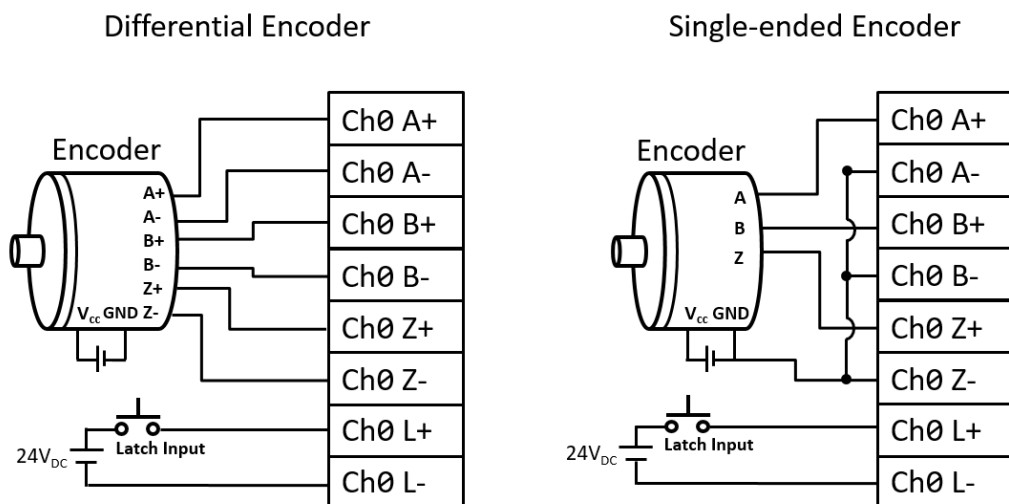 Differential Encoder
Encoder
A+
A-
B+
B-
Z+
Vcc GND Z-
24VDC
Latch Input
Ch0 A+
Ch0 A-
Ch0 B+
Ch0 B-
Ch0 Z+
Ch0 Z-
Ch0 L+
Ch0 L-
Single-ended Encoder
Encoder
A
B
Z
Vcc GND
24VDC
Latch Input
Ch0 A+
Ch0 A-
Ch0 B+
Ch0 B-
Ch0 Z+
Ch0 Z-
Ch0 L+
Ch0 L-